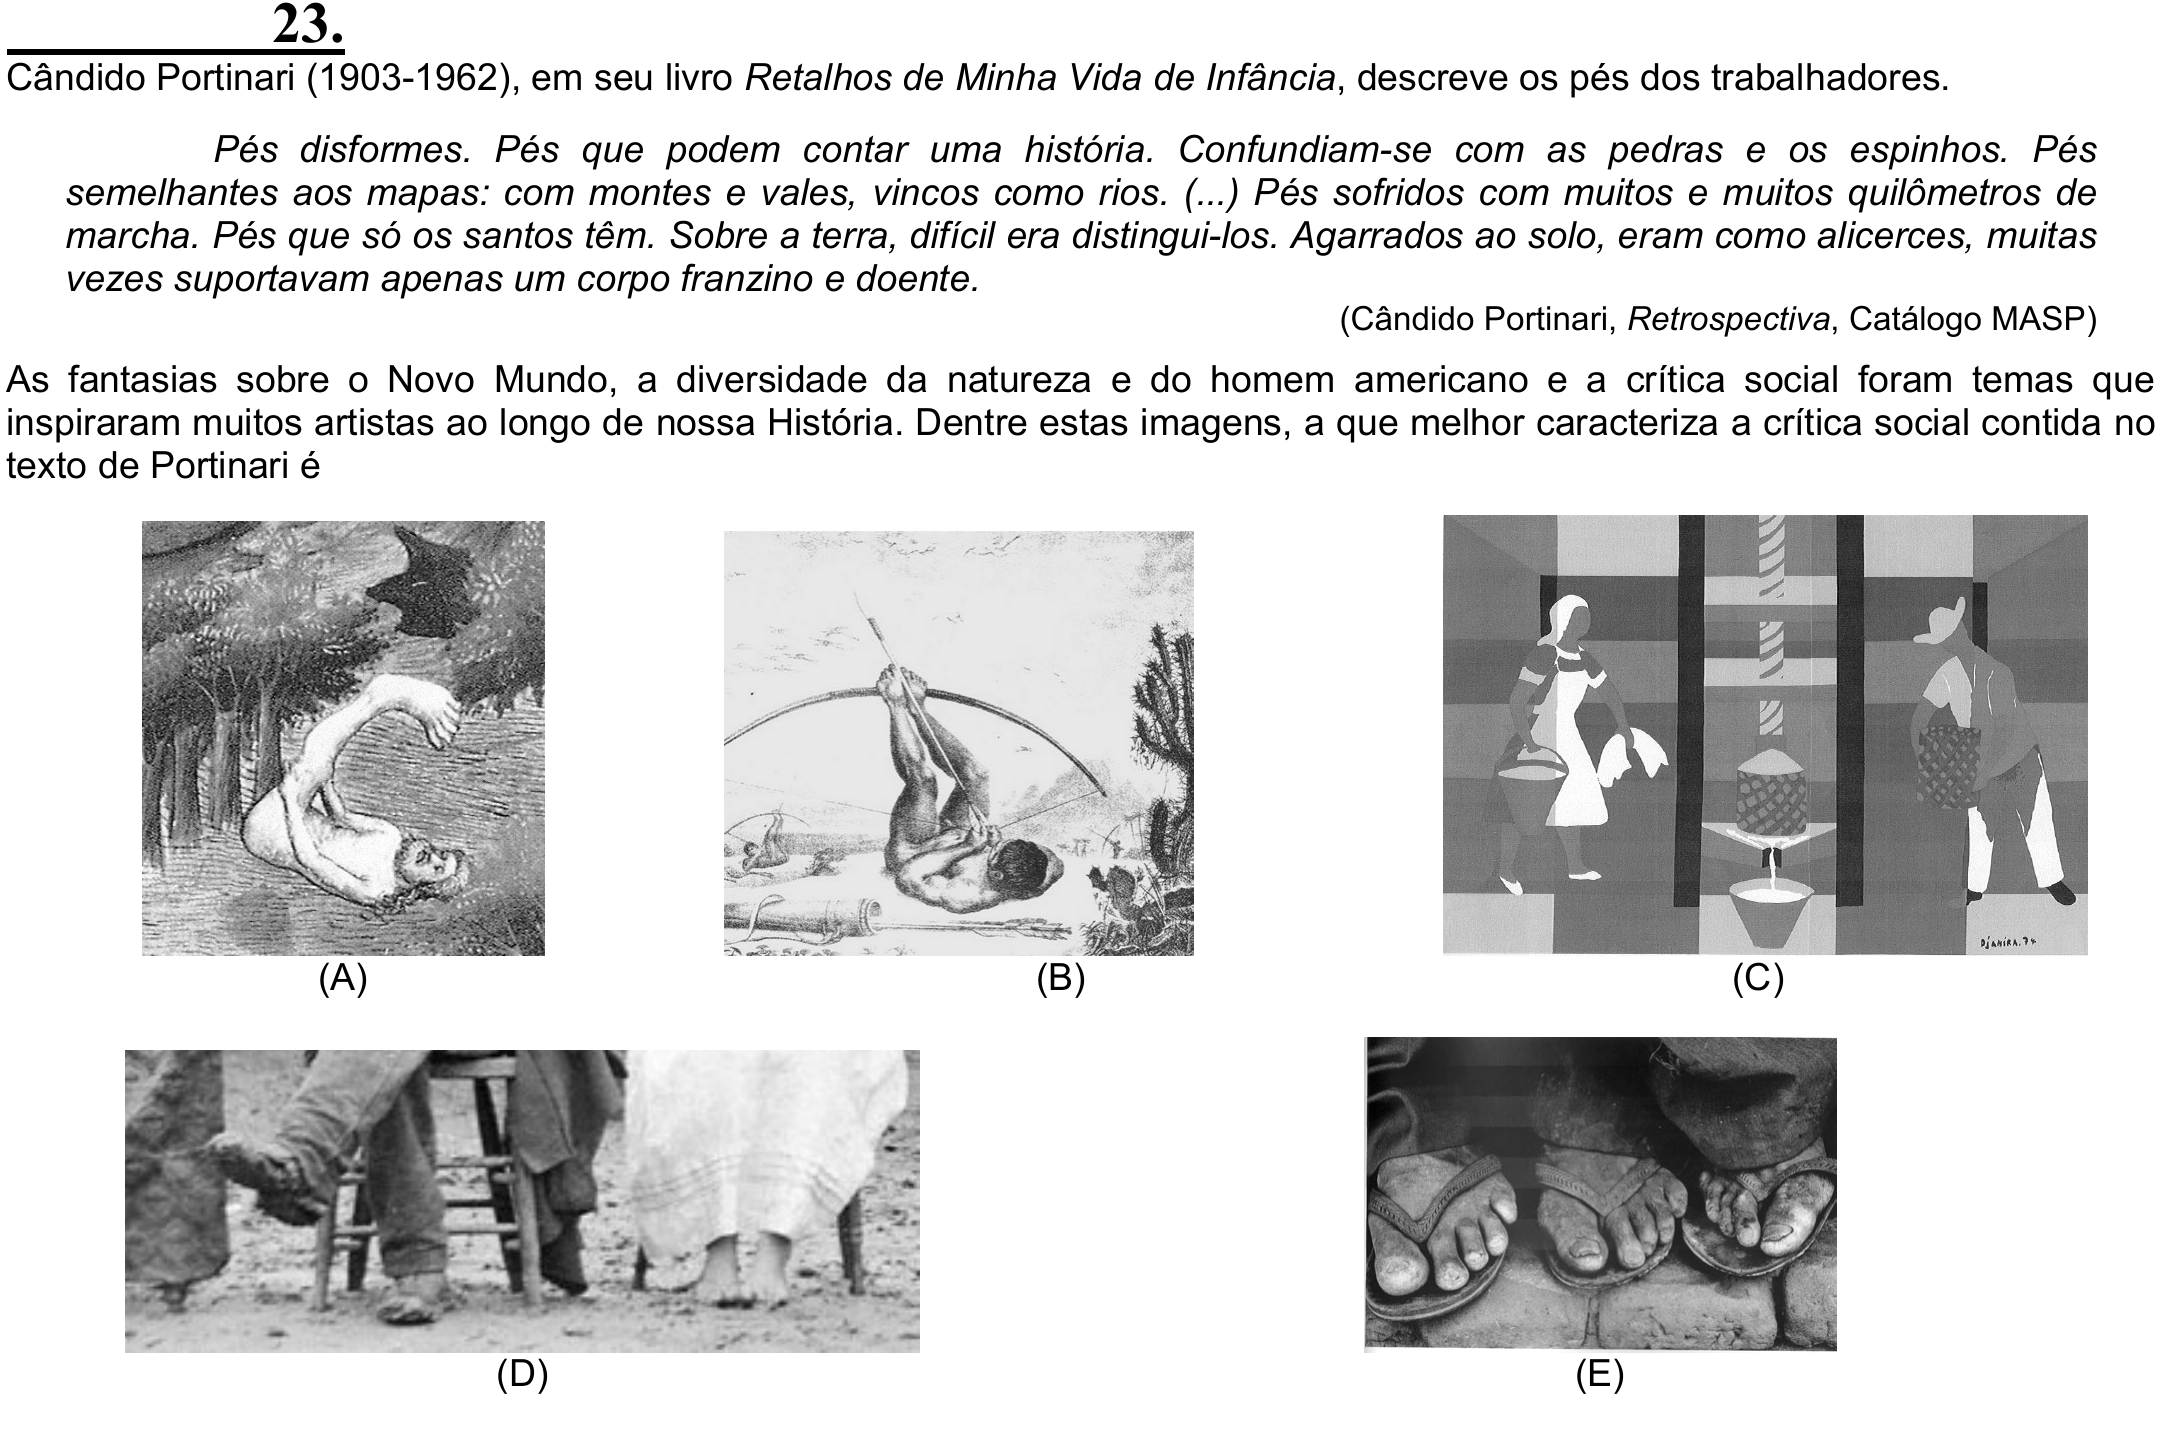 23.
Cândido Portinari (1903-1962), em seu livro Retalhos de Minha Vida de Infância, descreve os pés dos trabalhadores.
Pés disformes. Pés que podem contar uma história. Confundiam-se com as pedras e os espinhos. Pés
semelhantes aos mapas: com montes e vales, vincos como rios. (...) Pés sofridos com muitos e muitos quilômetros de
marcha. Pés que só os santos têm. Sobre a terra, difícil era distingui-los. Agarrados ao solo, eram como alicerces, muitas
vezes suportavam apenas um corpo franzino e doente.
(Cândido Portinari, Retrospectiva, Catálogo MASP)
As fantasias sobre o Novo Mundo, a diversidade da natureza e do homem americano e a crítica social foram temas que
inspiraram muitos artistas ao longo de nossa História. Dentre estas imagens, a que melhor caracteriza a crítica social contida no
texto de Portinari é
DJANIRA. 74
(A)
(B)
(C)
(D)
(E)